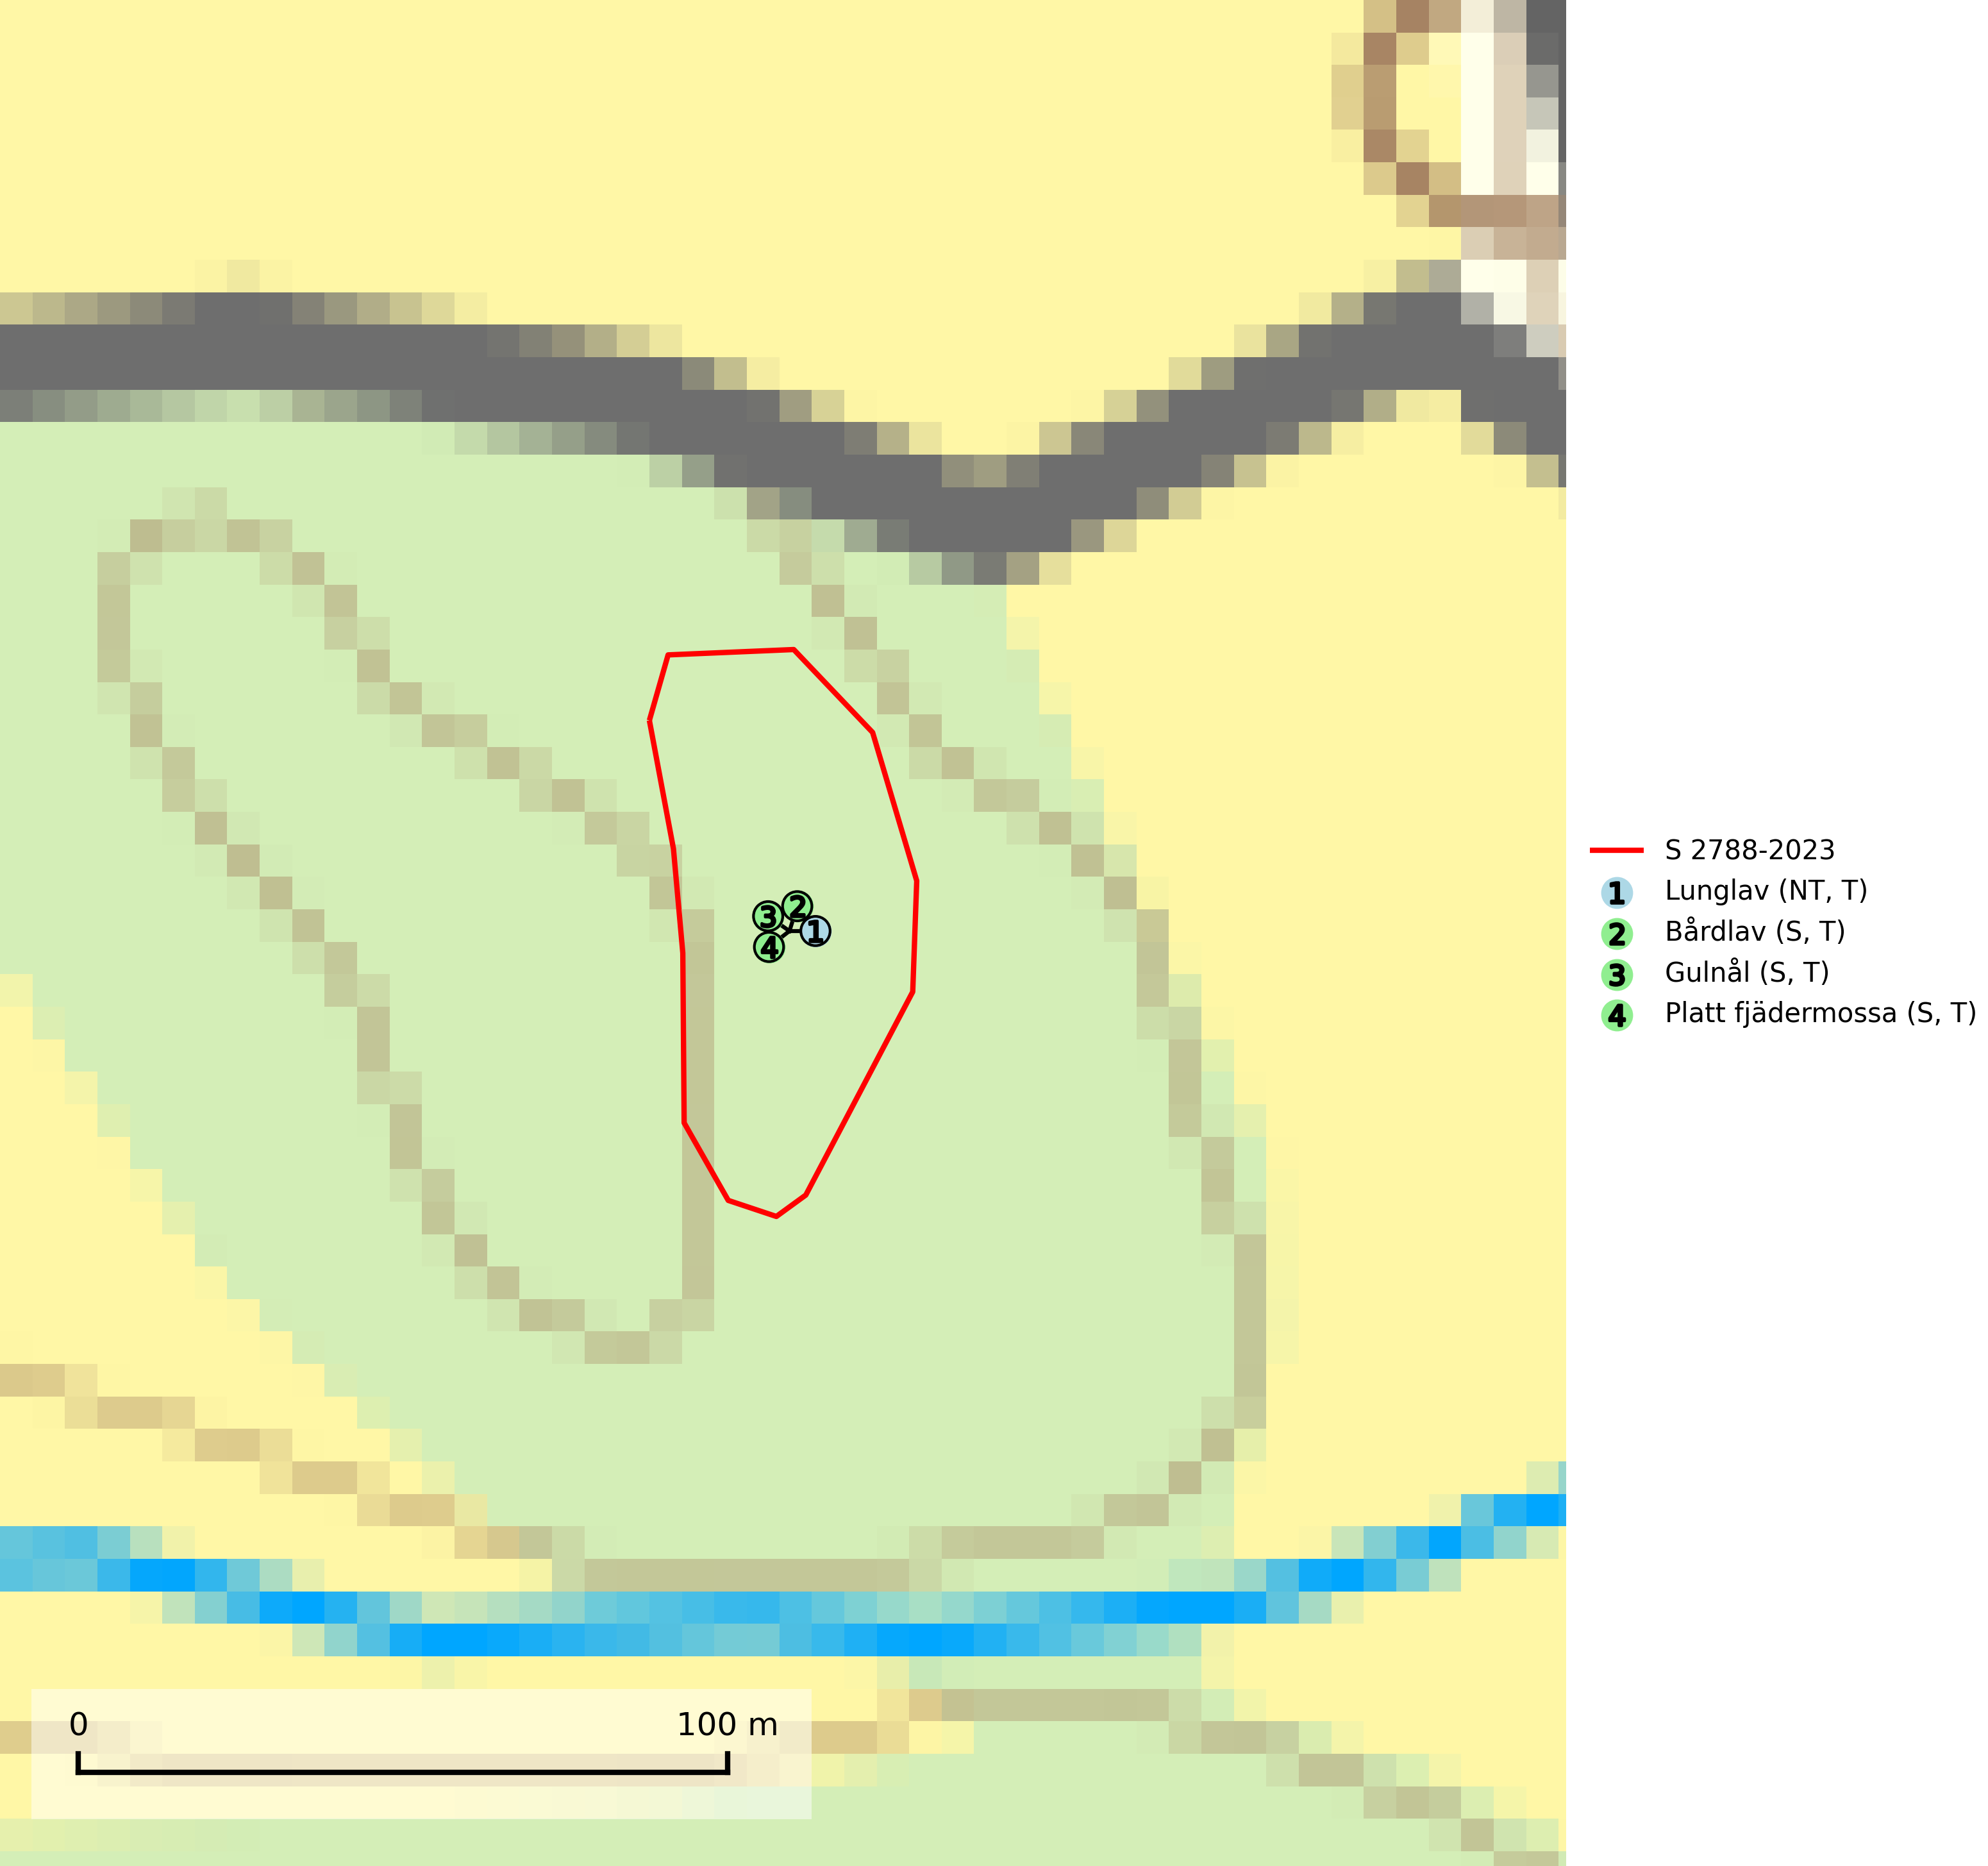 S 2788-2023
1 Lunglav (NT, T)
2 Bårdlav (S, T)
3 Gulnål (S, T)
4 Platt fjädermossa (S, T)
3 2 1
4
0 100 m